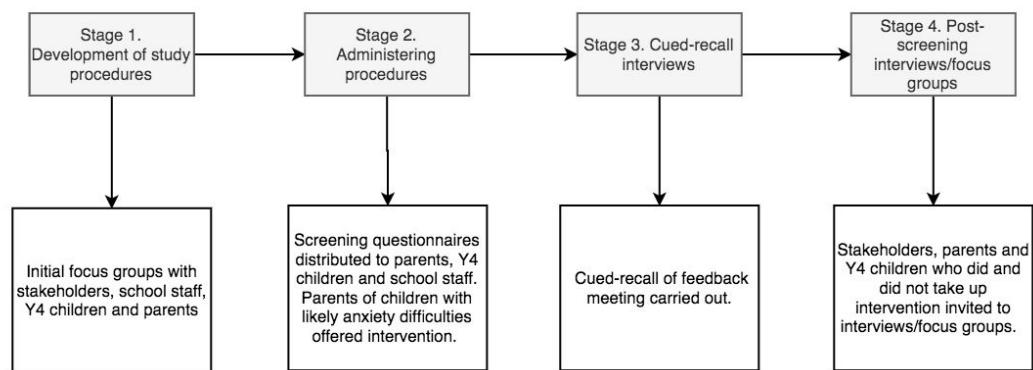 Stage 1.
Development of study
procedures
Stage 2.
Administering
procedures
Stage 3. Cued-recall
interviews
Stage 4. Post-
screening
interviews/focus
groups
Initial focus groups with
stakeholders, school staff,
Y4 children and parents
Screening questionnaires
distributed to parents, Y4
children and school staff.
Parents of children with
likely anxiety difficulties
offered intervention.
Cued-recall of feedback
meeting carried out.
Stakeholders, parents and
Y4 children who did and
did not take up
intervention invited to
interviews/focus groups.